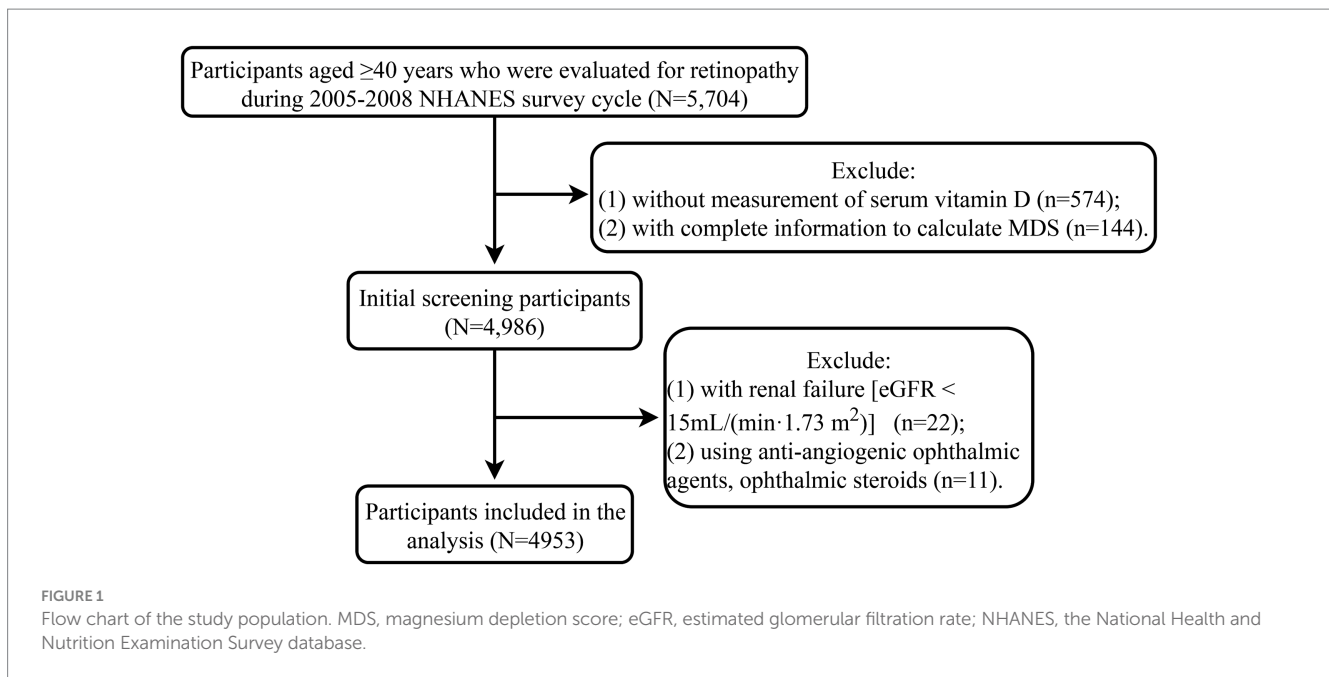 Participants aged ≥40 years who were evaluated for retinopathy
during 2005-2008 NHANES survey cycle (N=5,704)
Exclude:
(1) without measurement of serum vitamin D (n=574);
(2) with complete information to calculate MDS (n=144).
Initial screening participants
(N=4,986)
Exclude:
(1) with renal failure [eGFR <
15mL/(min·1.73 m²)] (n=22);
(2) using anti-angiogenic ophthalmic
agents, ophthalmic steroids (n=11).
Participants included in the
analysis (N=4953)
FIGURE 1
Flow chart of the study population. MDS, magnesium depletion score; eGFR, estimated glomerular filtration rate; NHANES, the National Health and
Nutrition Examination Survey database.